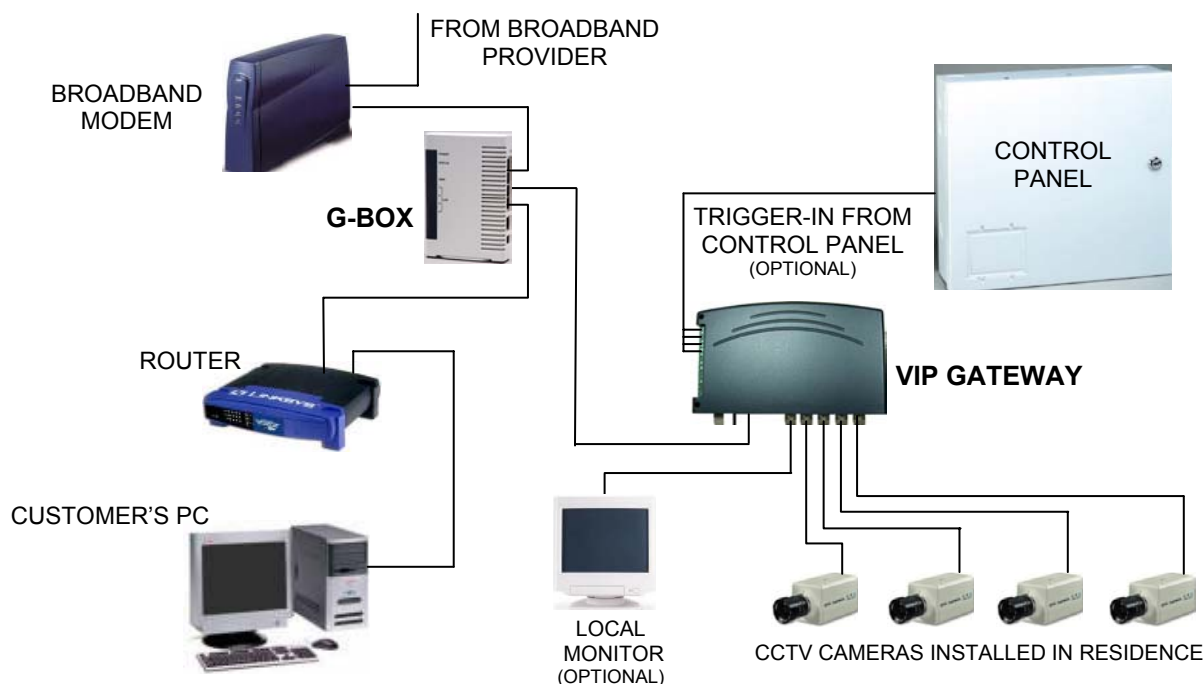 FROM BROADBAND
PROVIDER
BROADBAND
MODEM
G-BOX
CONTROL
PANEL
TRIGGER-IN FROM
CONTROL PANEL
(OPTIONAL)
ROUTER
LINKSYS
VIP GATEWAY
CUSTOMER'S PC
LOCAL
MONITOR
(OPTIONAL)
CCTV CAMERAS INSTALLED IN RESIDENCE